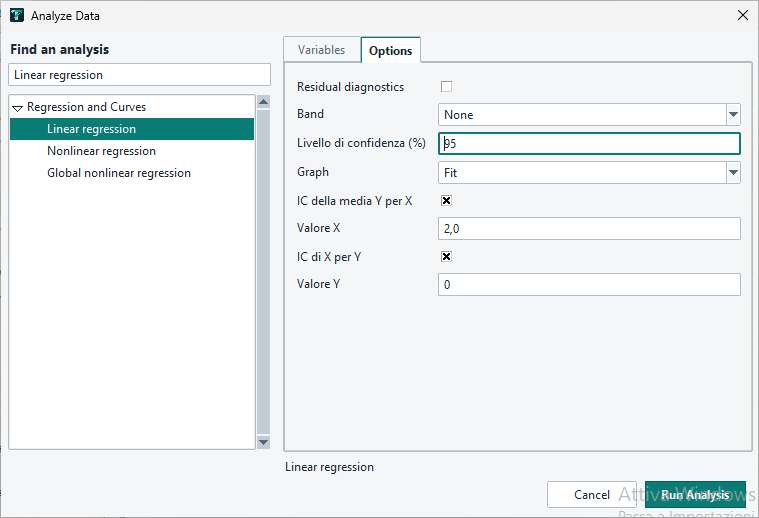 Analyze Data
Find an analysis
Linear regression
Regression and Curves
Linear regression
Nonlinear regression
Global nonlinear regression
Variables
Options
Residual diagnostics
Band
None
Livello di confidenza (%)
95
Graph
Fit
IC della media Y per X
Valore X
2,0
IC di X per Y
Valore Y
0
Linear regression
Cancel
Run Analysis
Attiva Windows
Passa a Impostazioni